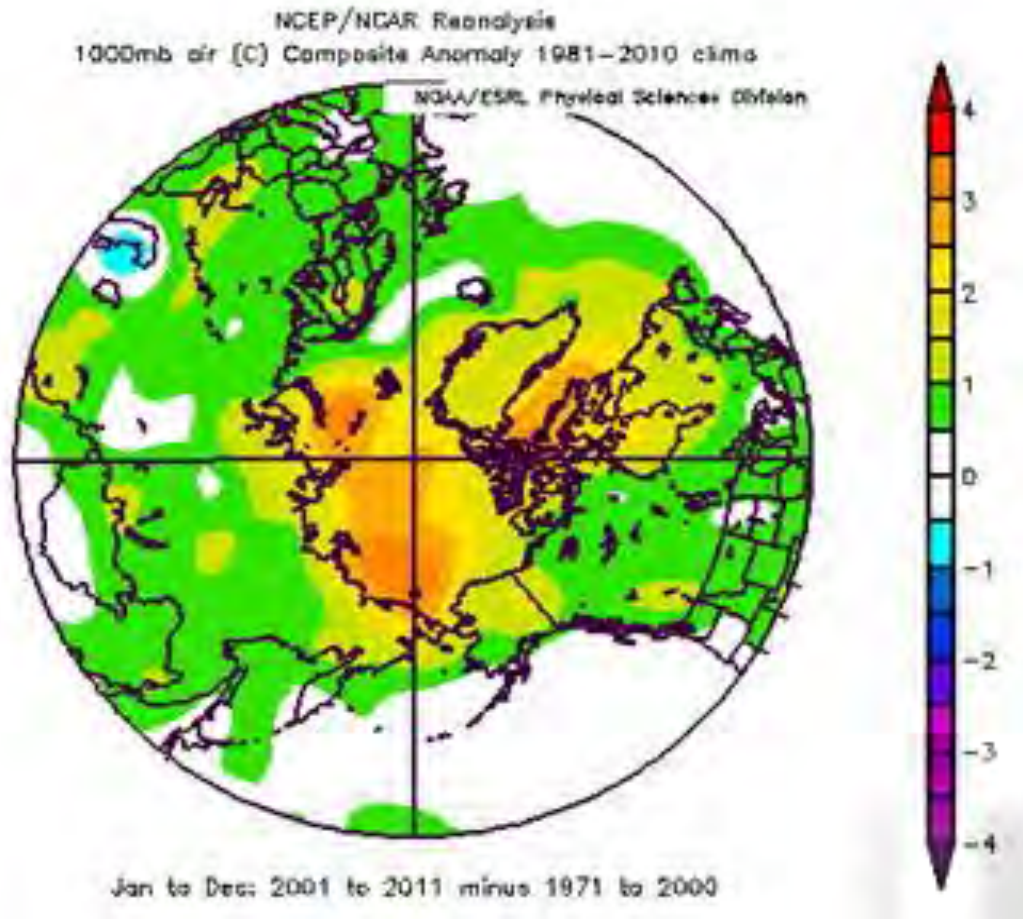 NCEP/NCAR Reanalysis
1000mb air (C) Composite Anomaly 1981-2010 climo
NOAA/ESRL Physical Sciences Division
4
3
2
1
0
-1
-2
-3
-4
Jan to Dec: 2001 to 2011 minus 1971 to 2000